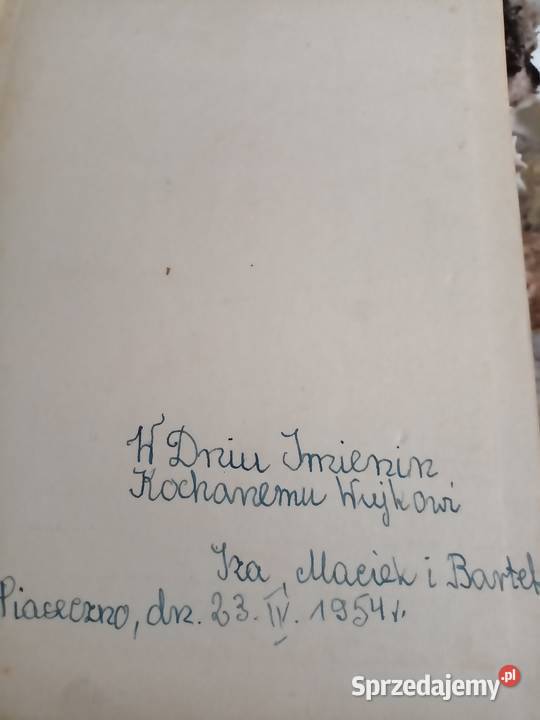 W Dniu Imienin
Kochanemu Wujkowi
Iza, Maciek i Bartek
Piaseczno, dn. 23. IV. 1954 r.
Sprzedajemy.pl